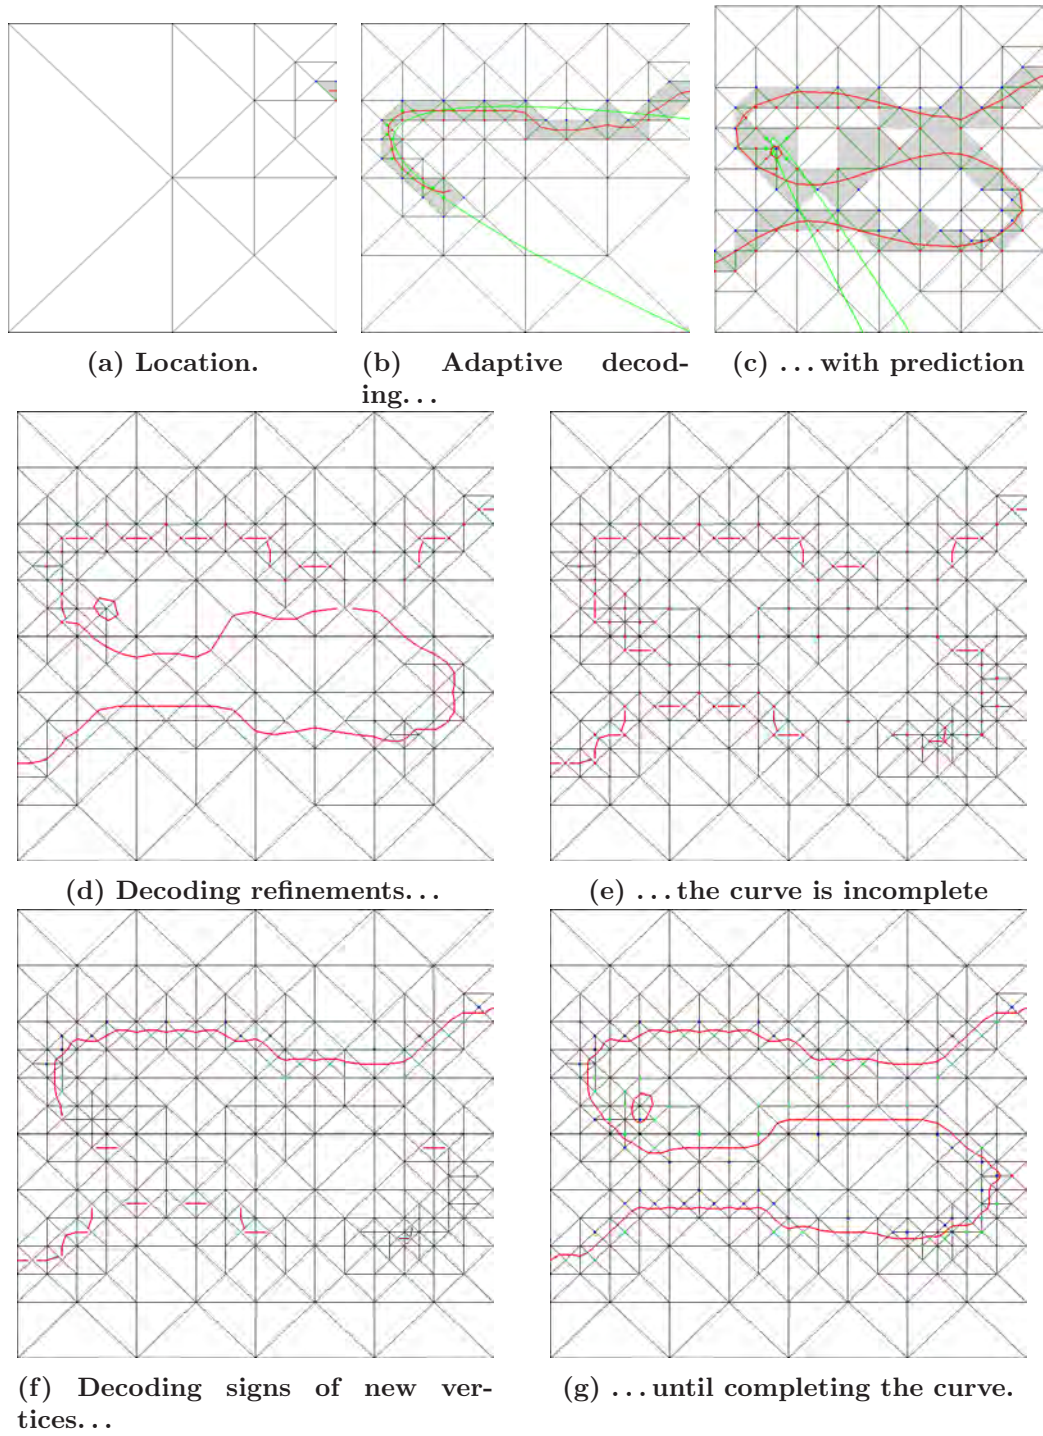 (a) Location.
(b) Adaptive decod-
ing...
(c) ...with prediction
(d) Decoding refinements...
(e) ...the curve is incomplete
(f) Decoding signs of new ver-
tices...
(g) ...until completing the curve.